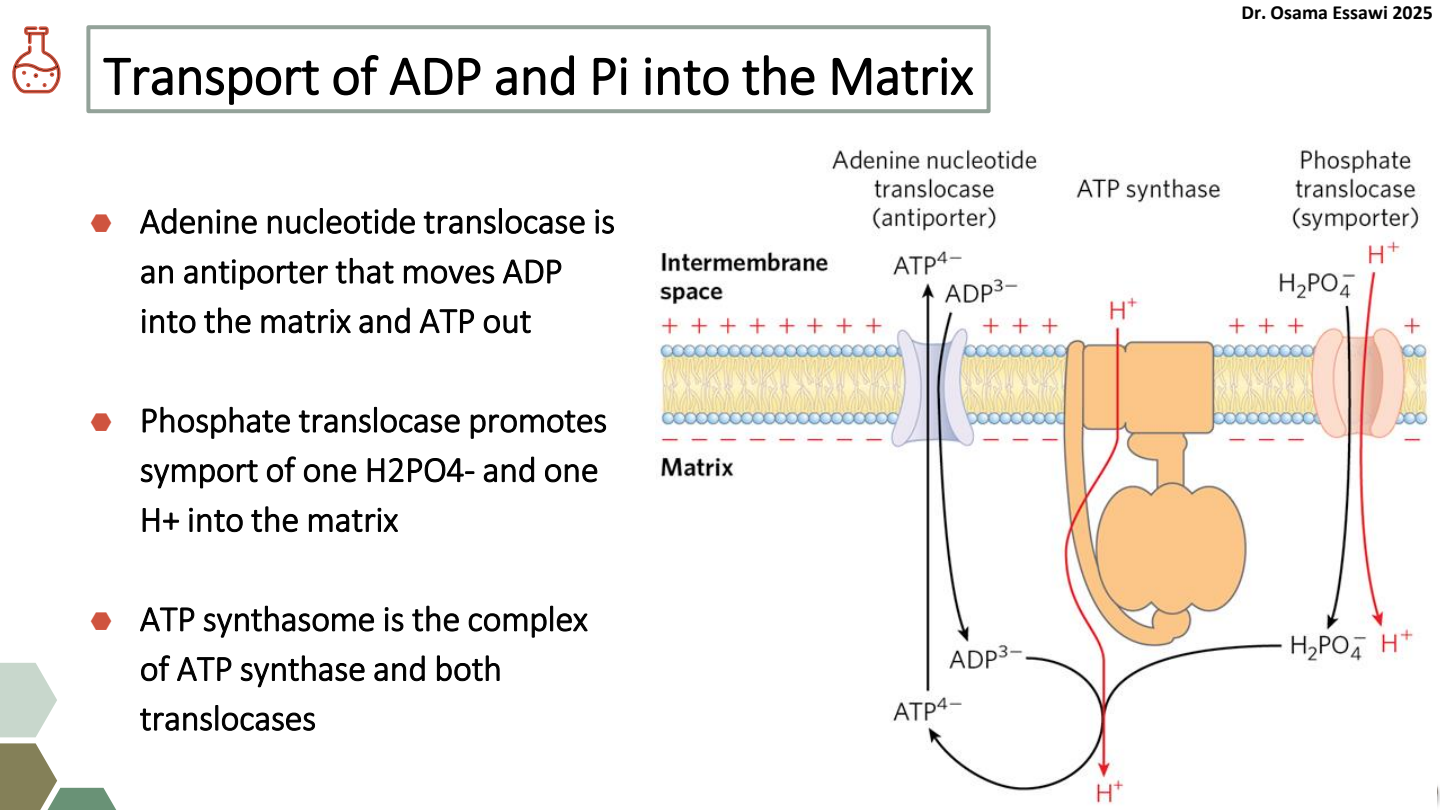 Dr. Osama Essawi 2025
Transport of ADP and Pi into the Matrix
Adenine nucleotide translocase is
an antiporter that moves ADP
into the matrix and ATP out
Phosphate translocase promotes
symport of one H2PO4- and one
H+ into the matrix
ATP synthasome is the complex
of ATP synthase and both
translocases
Adenine nucleotide
translocase
(antiporter)
ATP synthase
Phosphate
translocase
(symporter)
Intermembrane
space
ATP⁴⁻
ADP³⁻
H⁺
H₂PO₄⁻
H⁺
+ + + + + + + + + + + + + + +
− − − − − − − − − − − − − − −
Matrix
ADP³⁻
H₂PO₄⁻ H⁺
ATP⁴⁻
H⁺